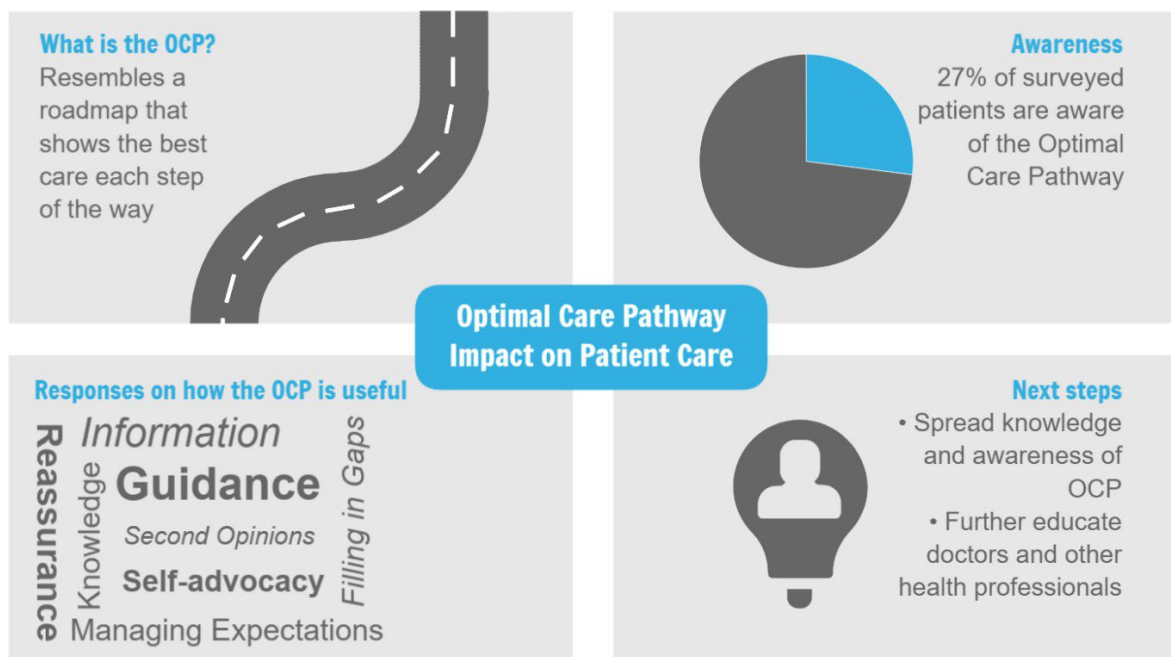 What is the OCP?
Resembles a
roadmap that
shows the best
care each step
of the way
Awareness
27% of surveyed
patients are aware
of the Optimal
Care Pathway
Optimal Care Pathway
Impact on Patient Care
Responses on how the OCP is useful
Reassurance
Information
Knowledge
Guidance
Second Opinions
Self-advocacy
Filling in Gaps
Managing Expectations
Next steps
• Spread knowledge
and awareness of
OCP
• Further educate
doctors and other
health professionals